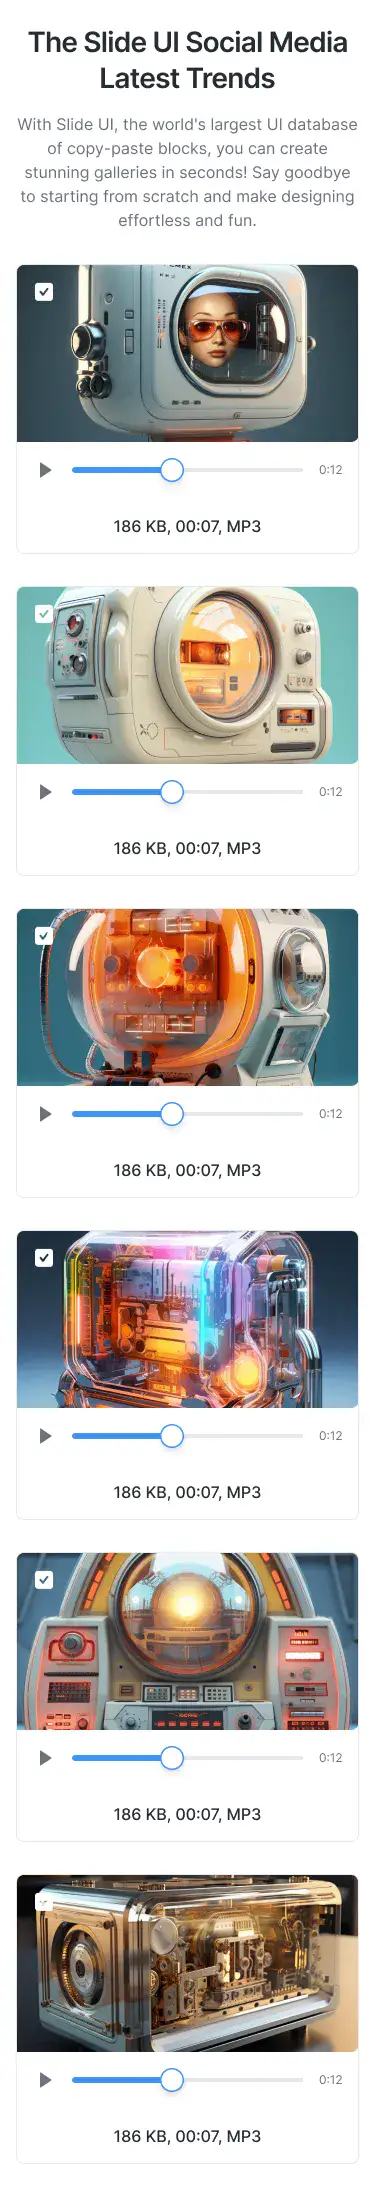 The Slide UI Social Media
Latest Trends
With Slide UI, the world's largest UI database
of copy-paste blocks, you can create
stunning galleries in seconds! Say goodbye
to starting from scratch and make designing
effortless and fun.
0:12
186 KB, 00:07, MP3
0:12
186 KB, 00:07, MP3
0:12
186 KB, 00:07, MP3
0:12
186 KB, 00:07, MP3
0:12
186 KB, 00:07, MP3
0:12
186 KB, 00:07, MP3